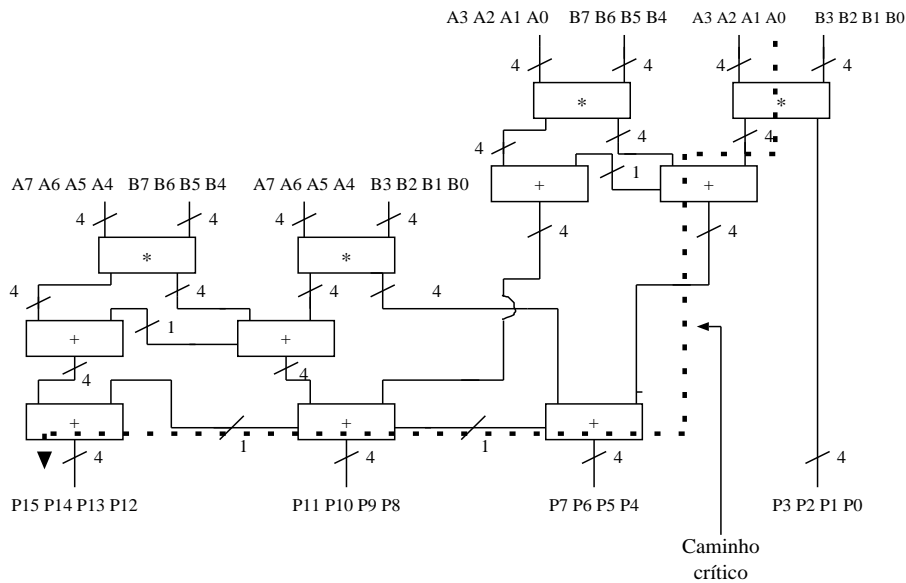 A3 A2 A1 A0 B7 B6 B5 B4 A3 A2 A1 A0 B3 B2 B1 B0
4 4 4 4
* *
4 4 4
1
+ +
A7 A6 A5 A4 B7 B6 B5 B4 A7 A6 A5 A4 B3 B2 B1 B0
4 4 4 4 4 4
* *
4 4 4 4 4
1
+ +
4 4
+ + +
1 1
4 4 4 4
P15 P14 P13 P12 P11 P10 P9 P8 P7 P6 P5 P4 P3 P2 P1 P0
Caminho
crítico